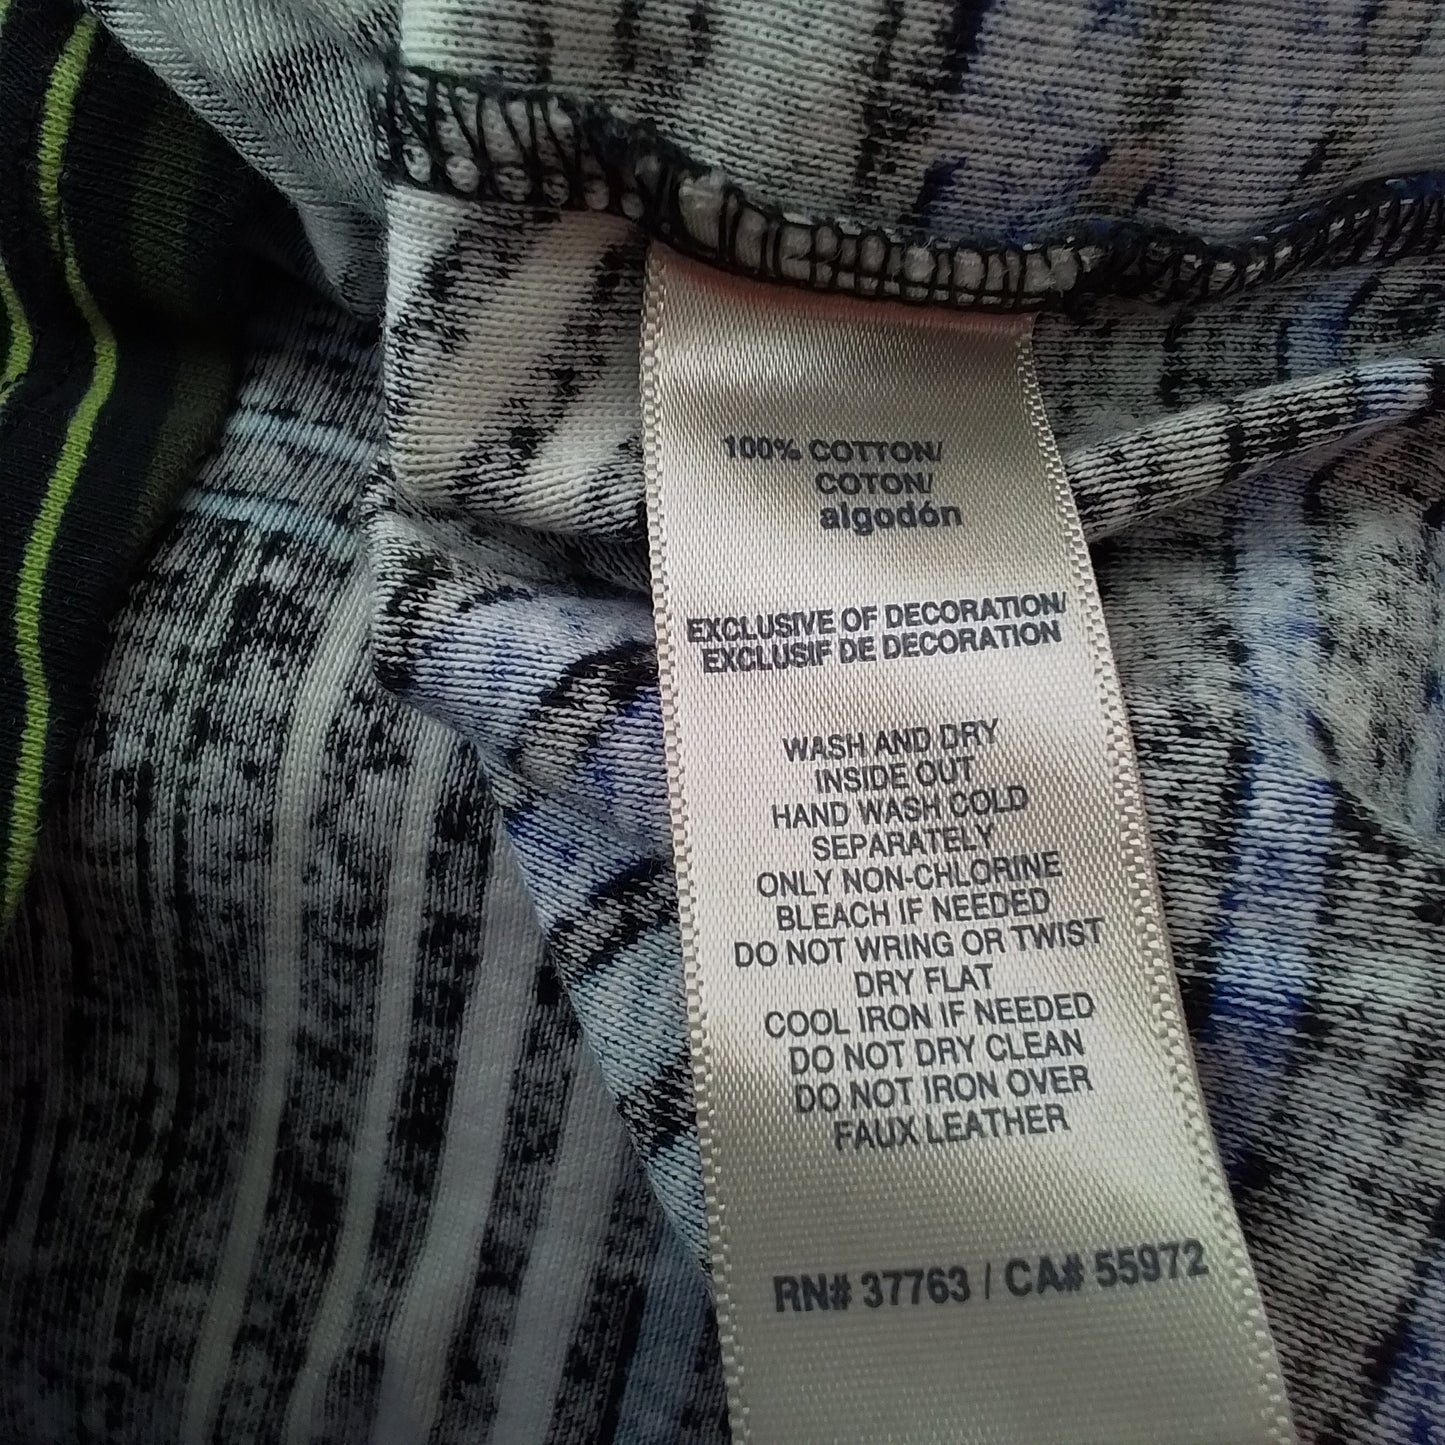 100% COTTON/
COTON/
algodón
EXCLUSIVE OF DECORATION/
EXCLUSIF DE DECORATION
WASH AND DRY
INSIDE OUT
HAND WASH COLD
SEPARATELY
ONLY NON-CHLORINE
BLEACH IF NEEDED
DO NOT WRING OR TWIST
DRY FLAT
COOL IRON IF NEEDED
DO NOT DRY CLEAN
DO NOT IRON OVER
FAUX LEATHER
RN# 37763 / CA# 55972